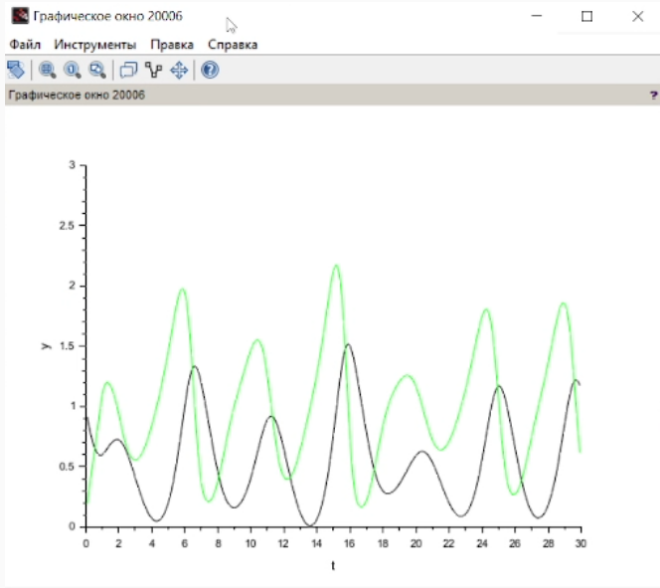 Графическое окно 20006
Файл Инструменты Правка Справка
Графическое окно 20006
?
3
2.5
2
y
1.5
1
0.5
0
0 2 4 6 8 10 12 14 16 18 20 22 24 26 28 30
t